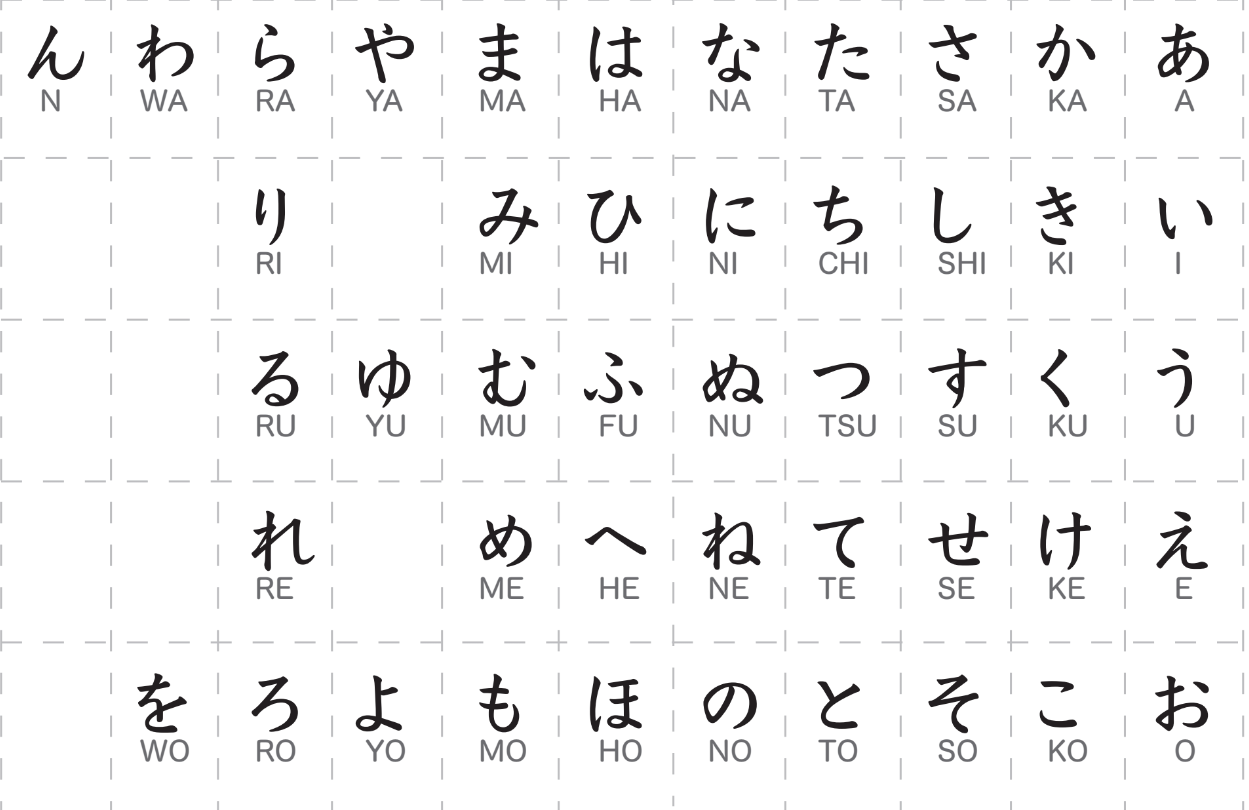 ん わ ら や ま は な た さ か あ
N WA RA YA MA HA NA TA SA KA A
り み ひ に ち し き い
RI MI HI NI CHI SHI KI I
る ゆ む ふ ぬ つ す く う
RU YU MU FU NU TSU SU KU U
れ め へ ね て せ け え
RE ME HE NE TE SE KE E
を ろ よ も ほ の と そ こ お
WO RO YO MO HO NO TO SO KO O